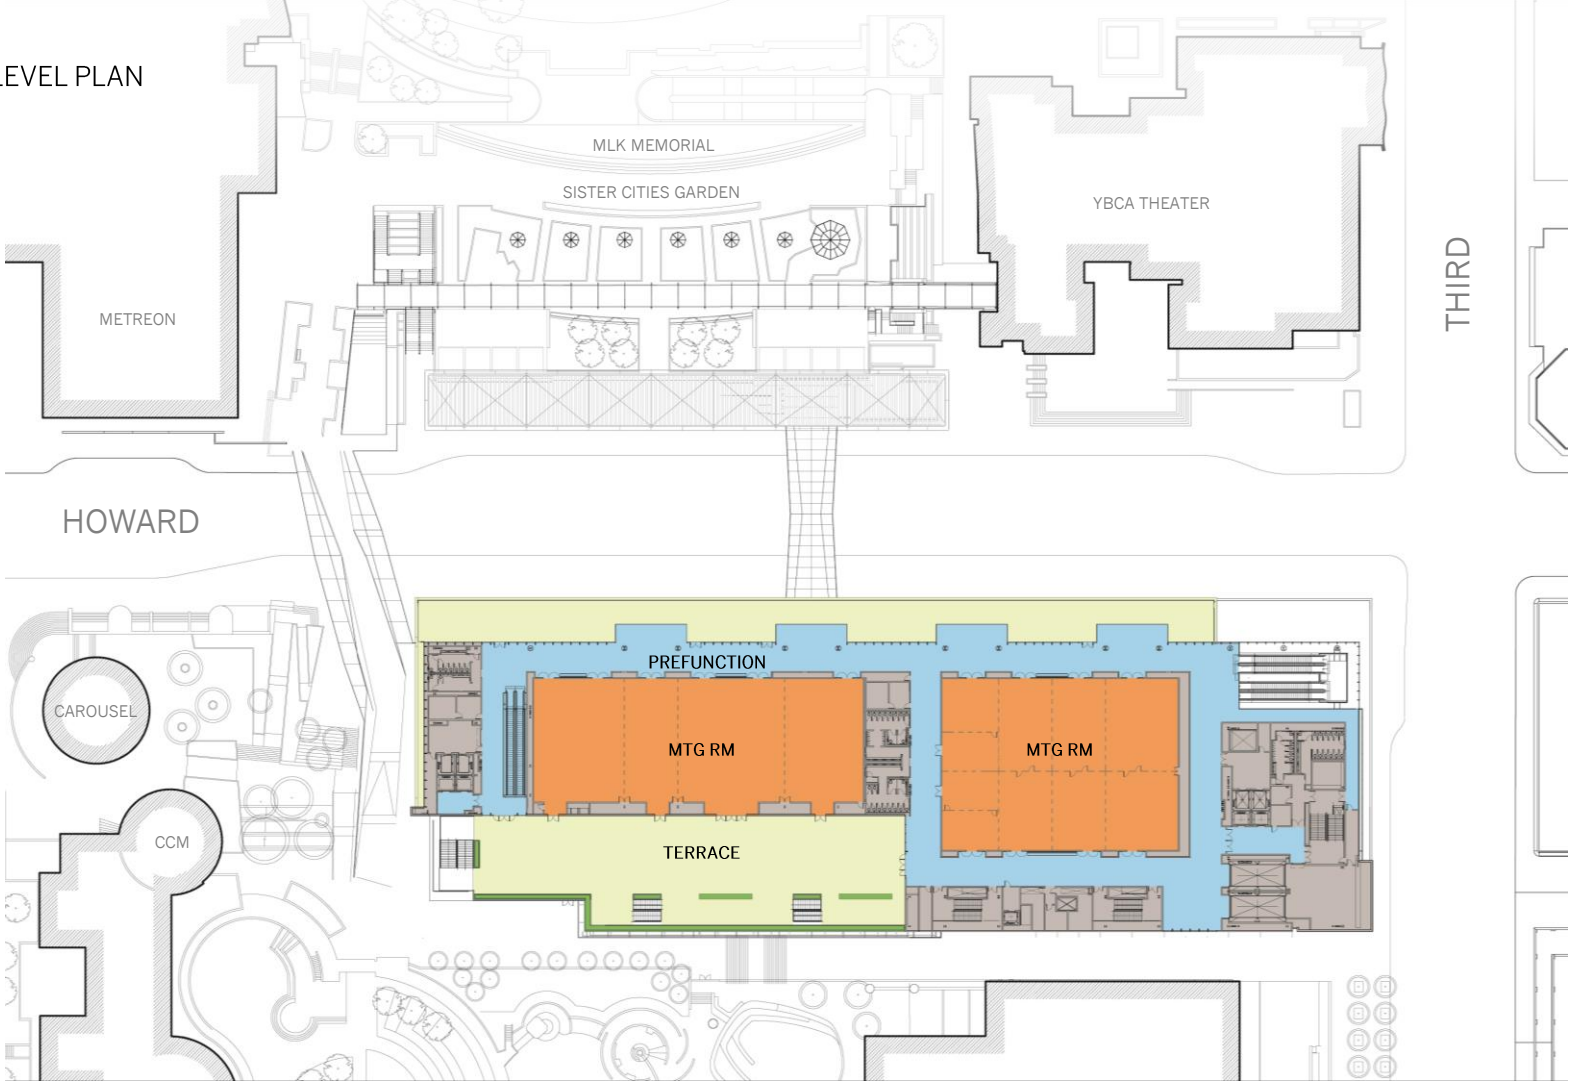 LEVEL PLAN
MLK MEMORIAL
SISTER CITIES GARDEN
YBCA THEATER
THIRD
METREON
HOWARD
PREFUNCTION
CAROUSEL
MTG RM
MTG RM
CCM
TERRACE